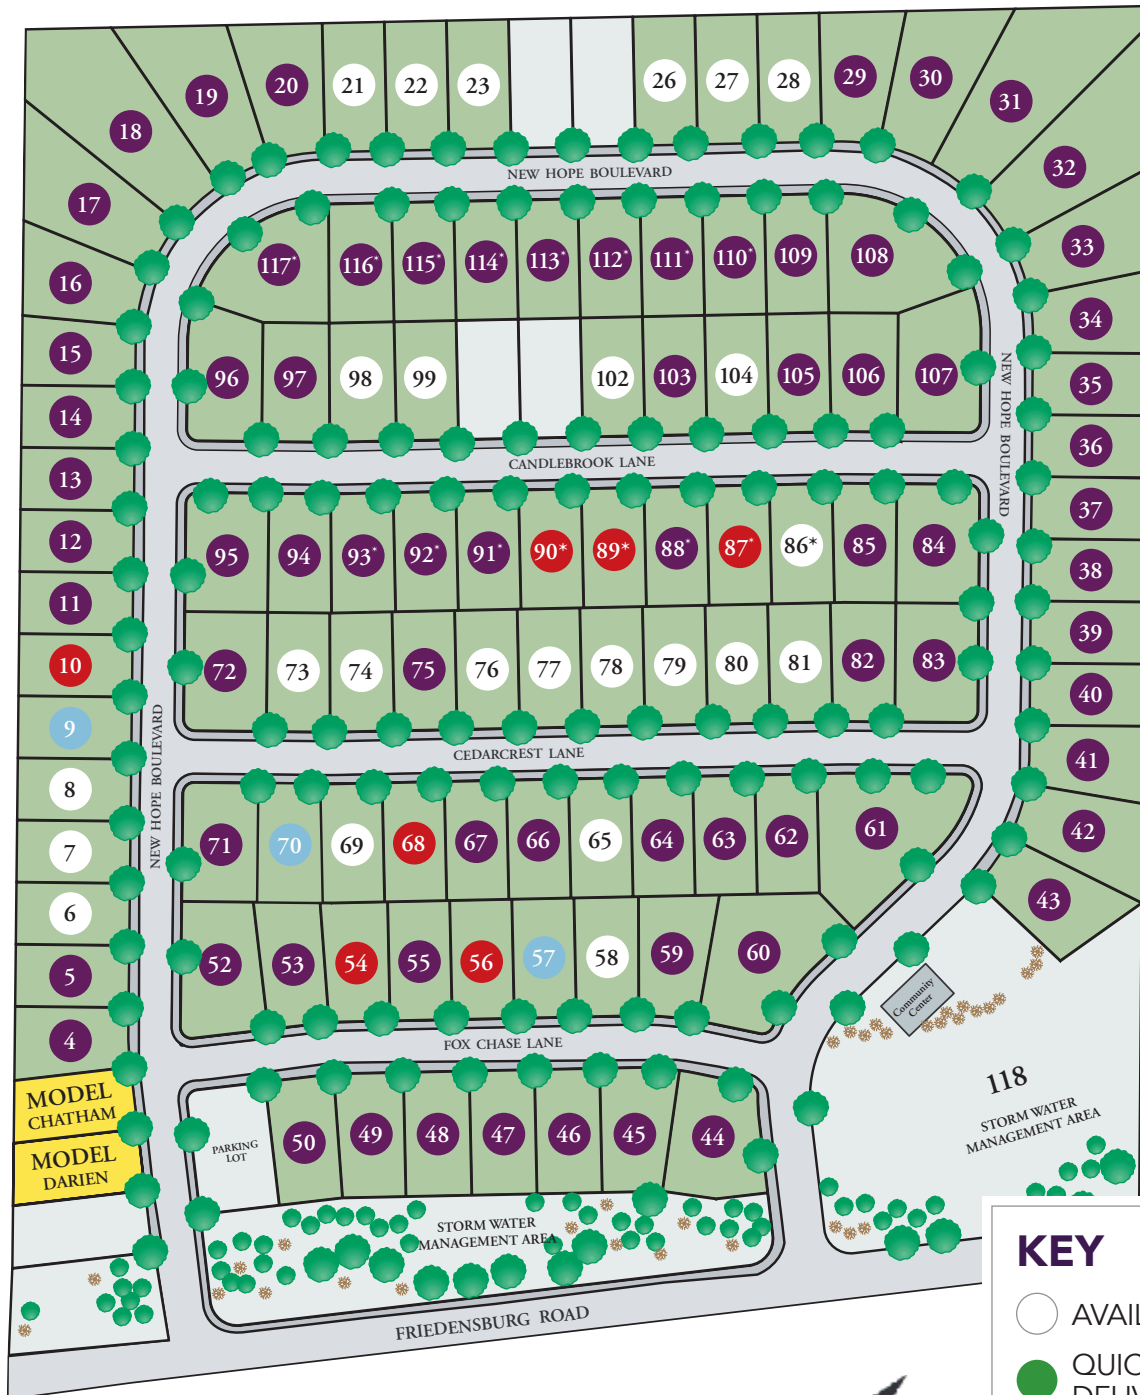 20 21 22 23 26 27 28 29 30
19 31
18 32
17 33
NEW HOPE BOULEVARD
16 117* 116* 115* 114* 113* 112* 111* 110* 109 108 34
15 96 97 98 99 102 103 104 105 106 107 35
NEW HOPE BOULEVARD
14 36
CANDLEBROOK LANE
13 37
12 95 94 93* 92* 91* 90* 89* 88* 87* 86* 85 84 38
11 39
10 72 73 74 75 76 77 78 79 80 81 82 83 40
9 41
NEW HOPE BOULEVARD
CEDARCREST LANE
8 42
7 71 70 69 68 67 66 65 64 63 62 61 43
6
5 52 53 54 55 56 57 58 59 60
Community
Center
4
FOX CHASE LANE
118
STORM WATER
MANAGEMENT AREA
MODEL
CHATHAM
MODEL
DARIEN
PARKING
LOT
50 49 48 47 46 45 44
STORM WATER
MANAGEMENT AREA
FRIEDENSBURG ROAD
KEY
AVAIL
QUIC